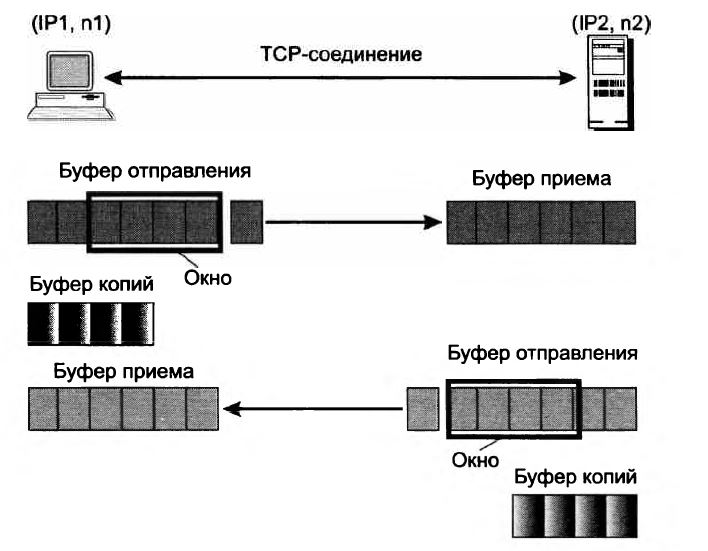 (IP1, n1)
(IP2, n2)
TCP-соединение
Буфер отправления
Буфер приема
Окно
Буфер копий
Буфер отправления
Буфер приема
Окно
Буфер копий